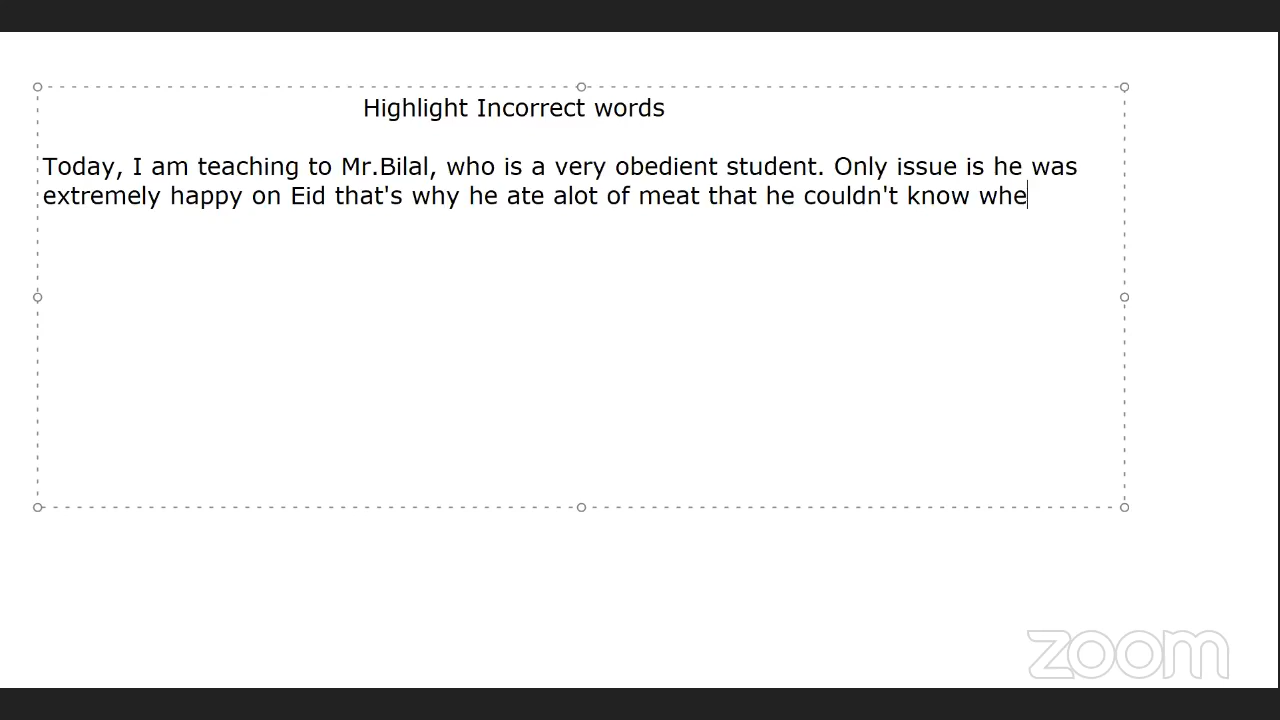 Highlight Incorrect words
Today, I am teaching to Mr.Bilal, who is a very obedient student. Only issue is he was
extremely happy on Eid that's why he ate alot of meat that he couldn't know whe
zoom